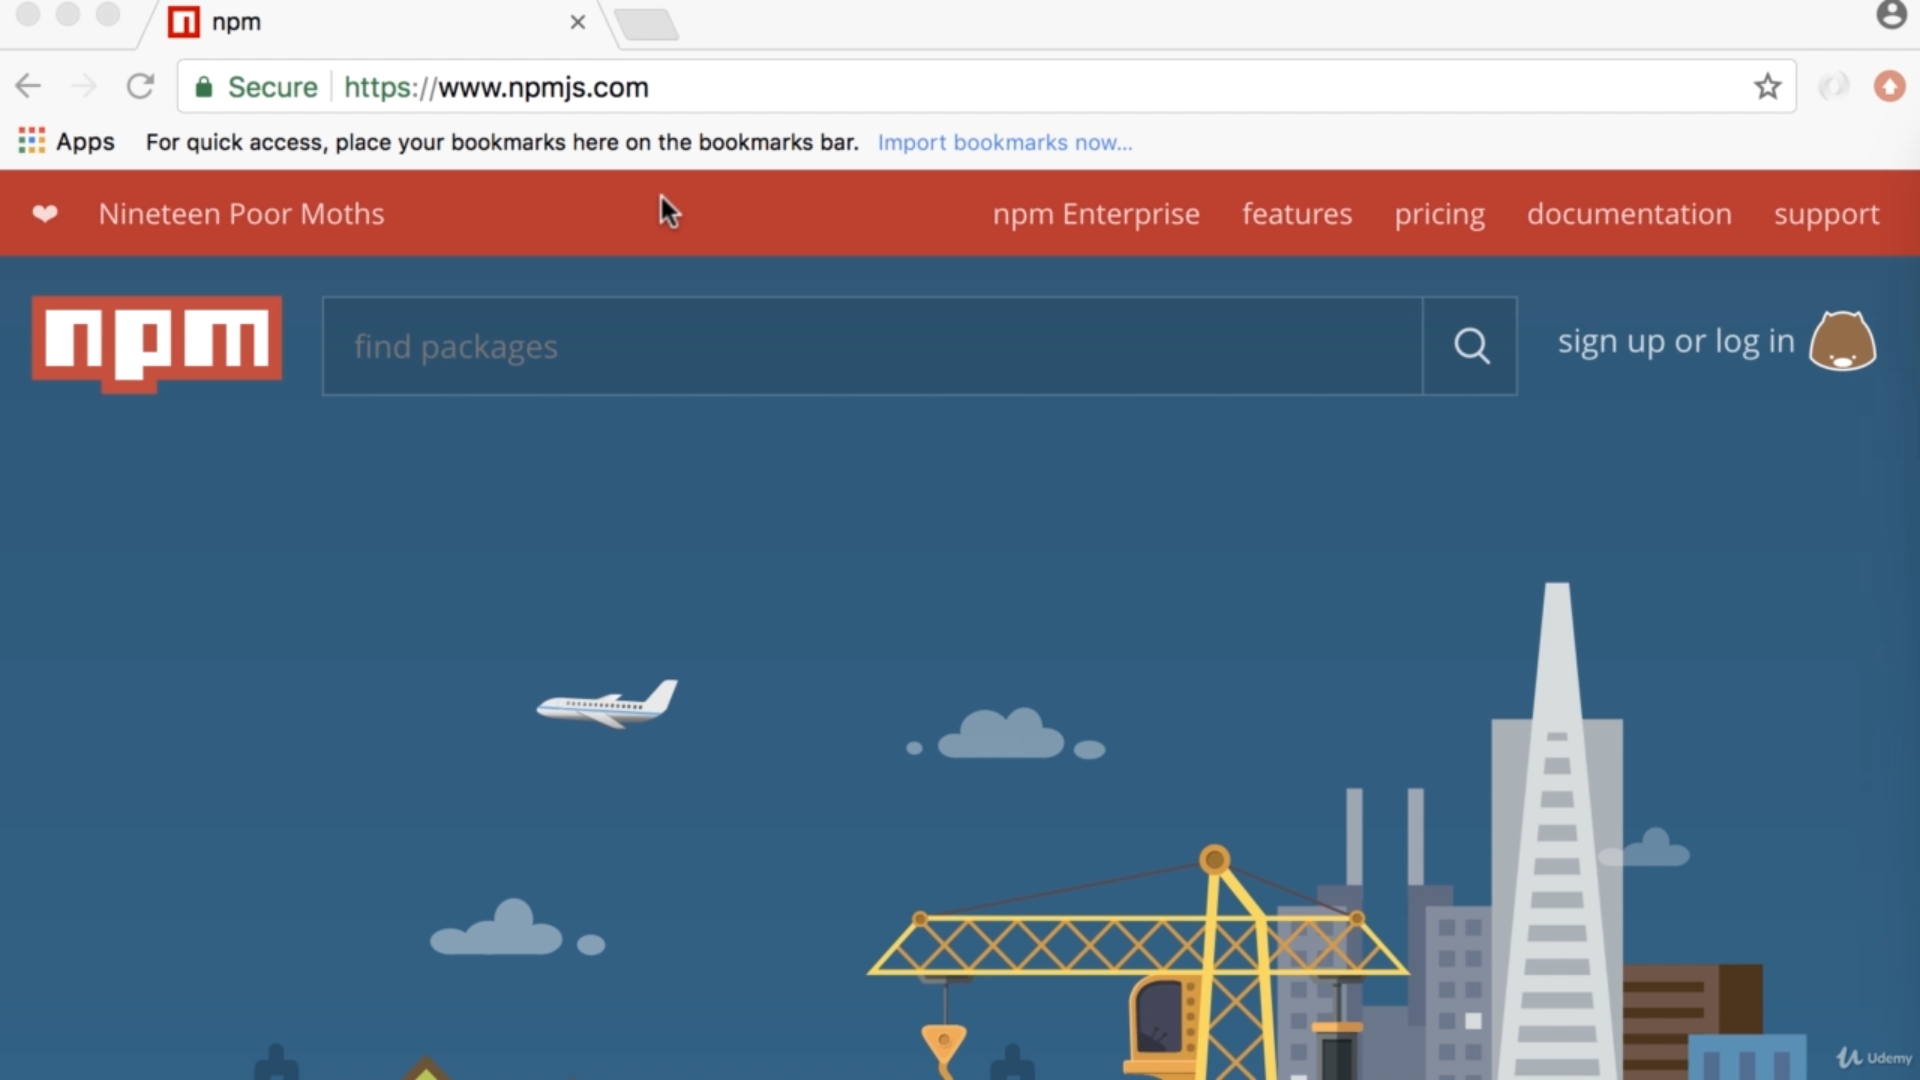 npm
Secure https://www.npmjs.com
Apps For quick access, place your bookmarks here on the bookmarks bar. Import bookmarks now...
❤ Nineteen Poor Moths npm Enterprise features pricing documentation support
npm find packages sign up or log in
Udemy